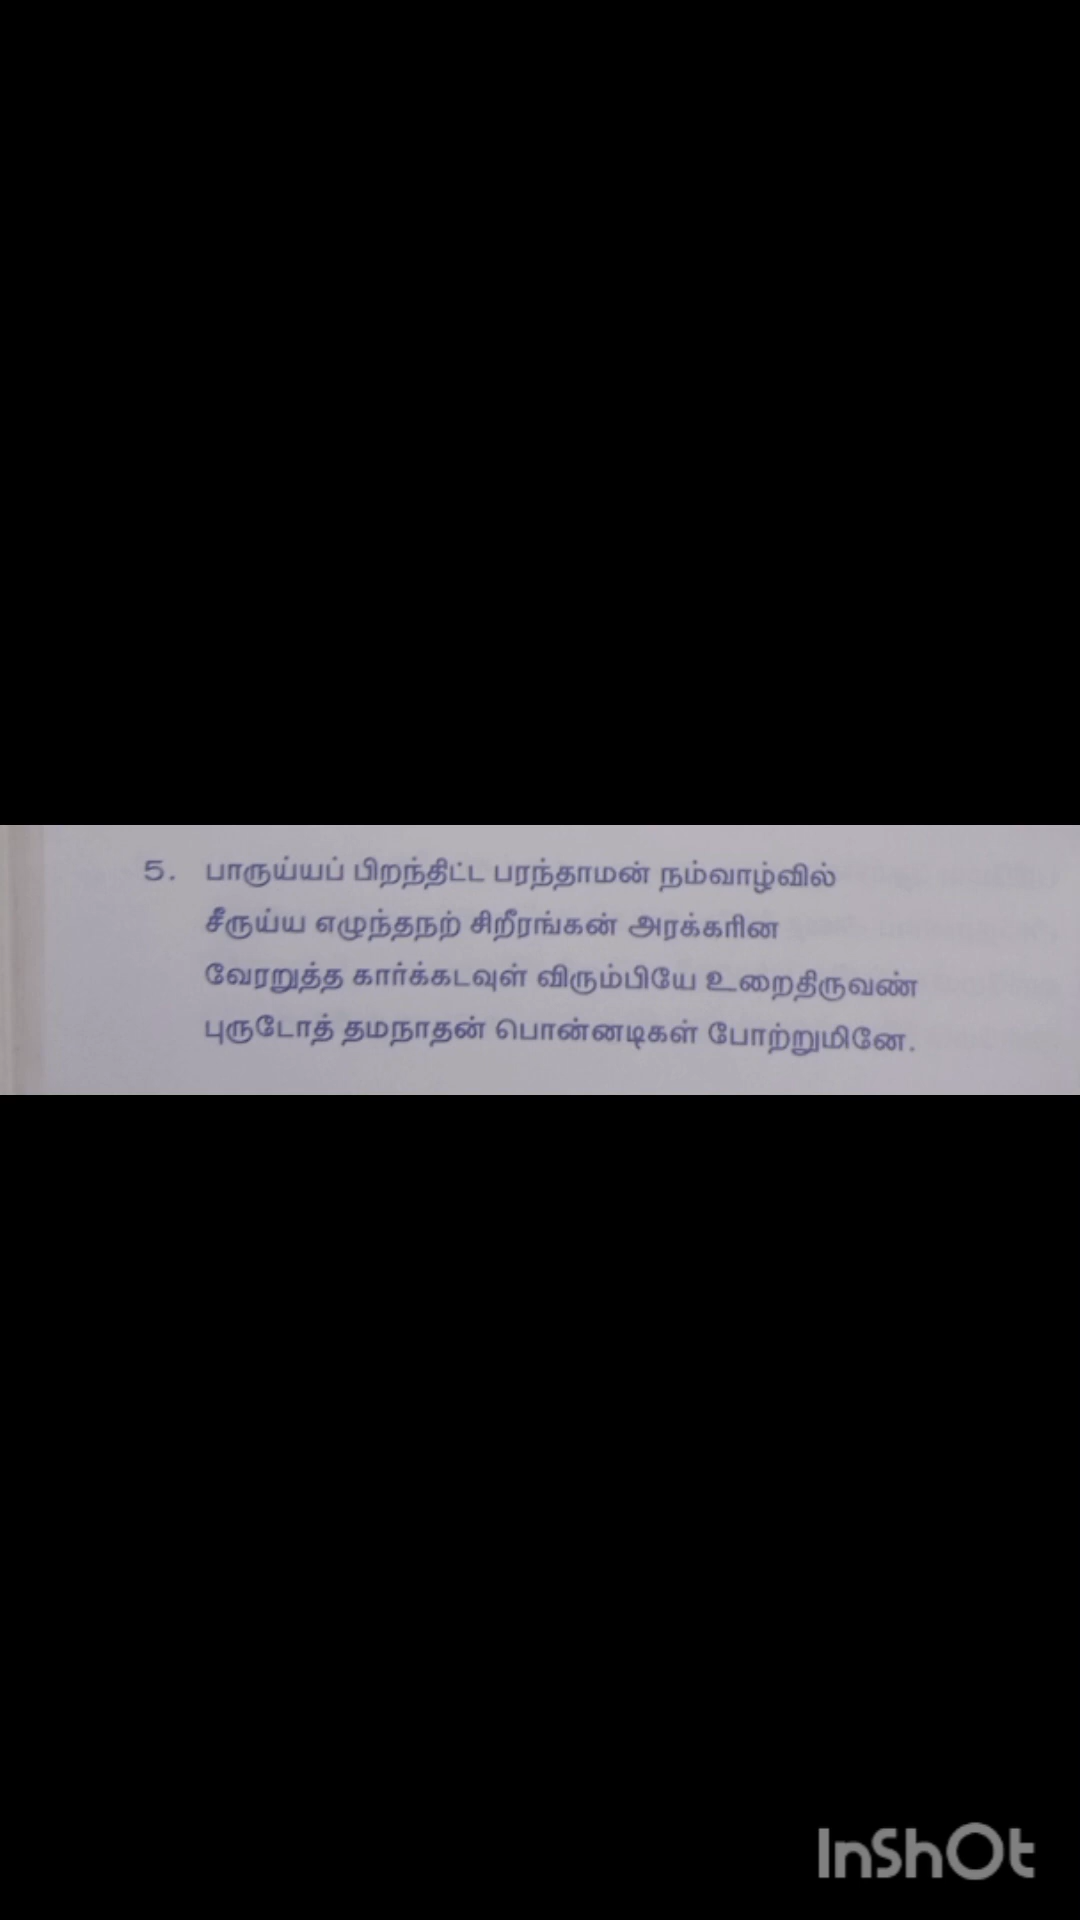 5. பாருய்யப் பிறந்திட்ட பரந்தாமன் நம்வாழ்வில்
சீருய்ய எழுந்தநற் சிறீரங்கன் அரக்கரின
வேரறுத்த கார்க்கடவுள் விரும்பியே உறைதிருவண்
புருடோத் தமநாதன் பொன்னடிகள் போற்றுமினே.
InShOt